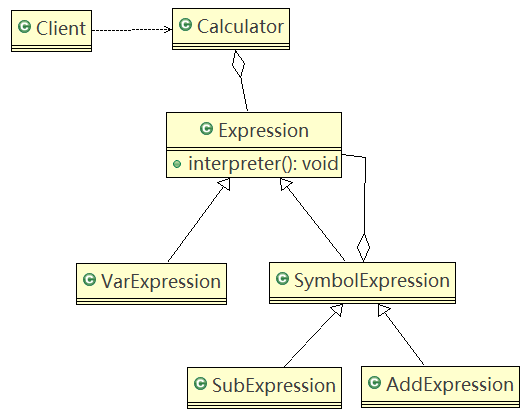 Client
Calculator
Expression
interpreter(): void
VarExpression
SymbolExpression
SubExpression
AddExpression